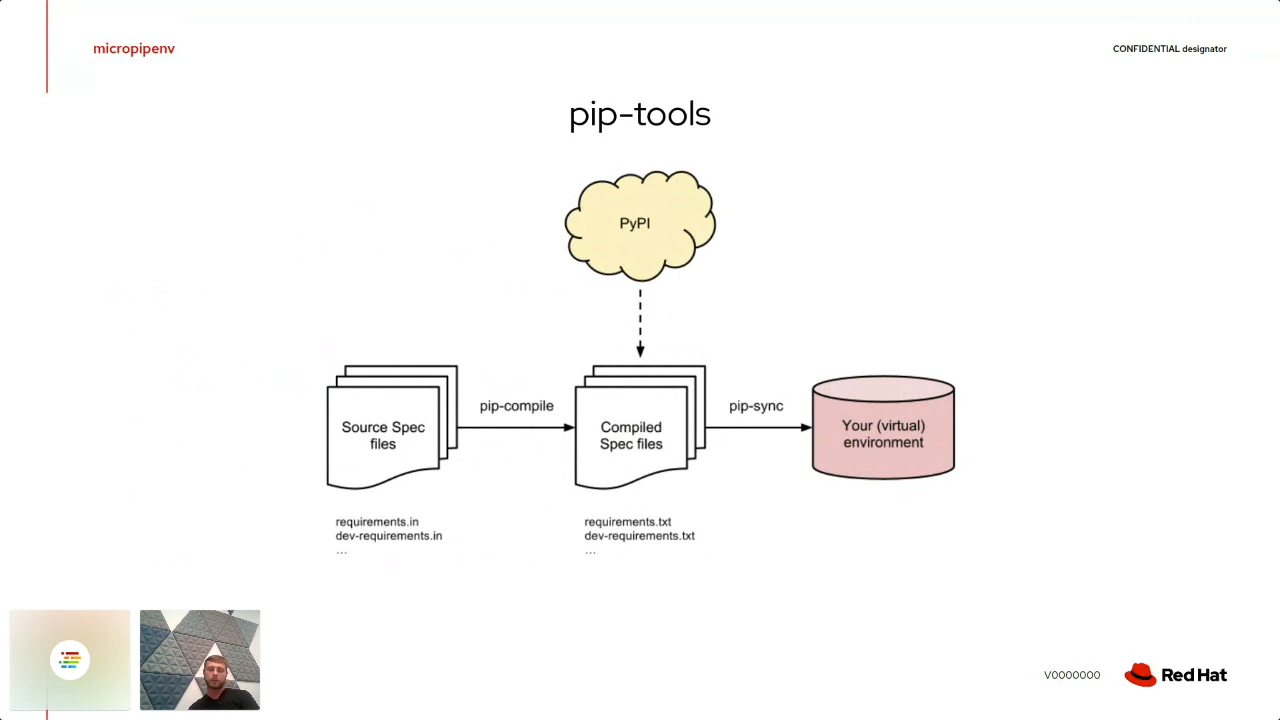 micropipenv
CONFIDENTIAL designator
pip-tools
PyPI
Source Spec
files
pip-compile
Compiled
Spec files
pip-sync
Your (virtual)
environment
requirements.in
dev-requirements.in
...
requirements.txt
dev-requirements.txt
...
V0000000
Red Hat